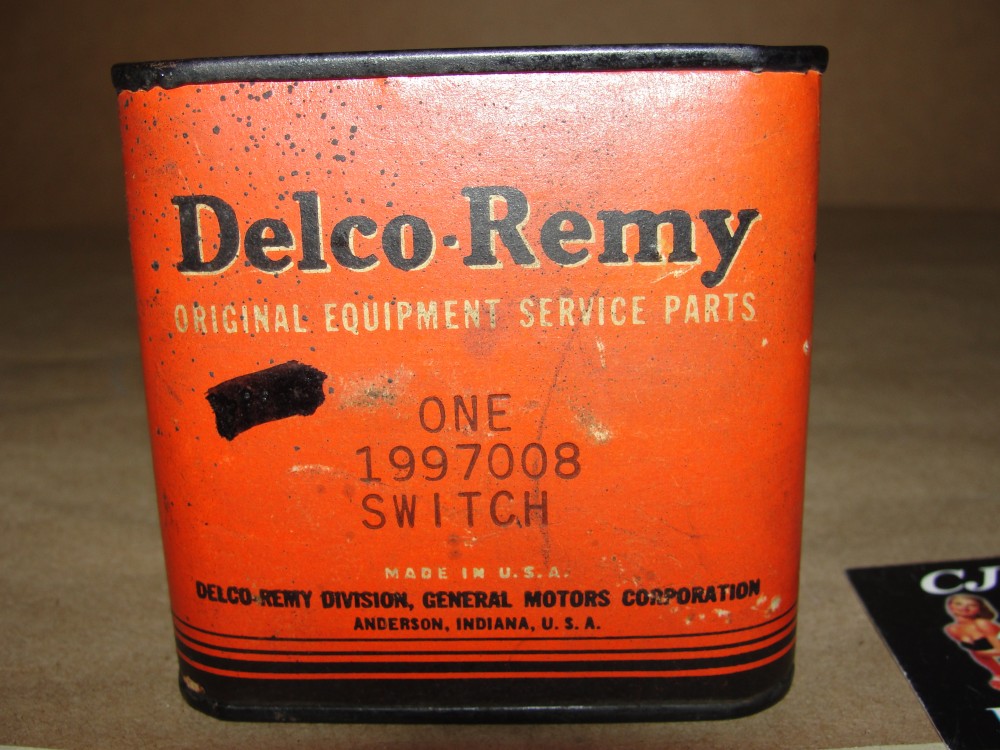 Delco-Remy
ORIGINAL EQUIPMENT SERVICE PARTS
ONE
1997008
SWITCH
MADE IN U.S.A.
DELCO-REMY DIVISION, GENERAL MOTORS CORPORATION
ANDERSON, INDIANA, U. S. A.
CJ